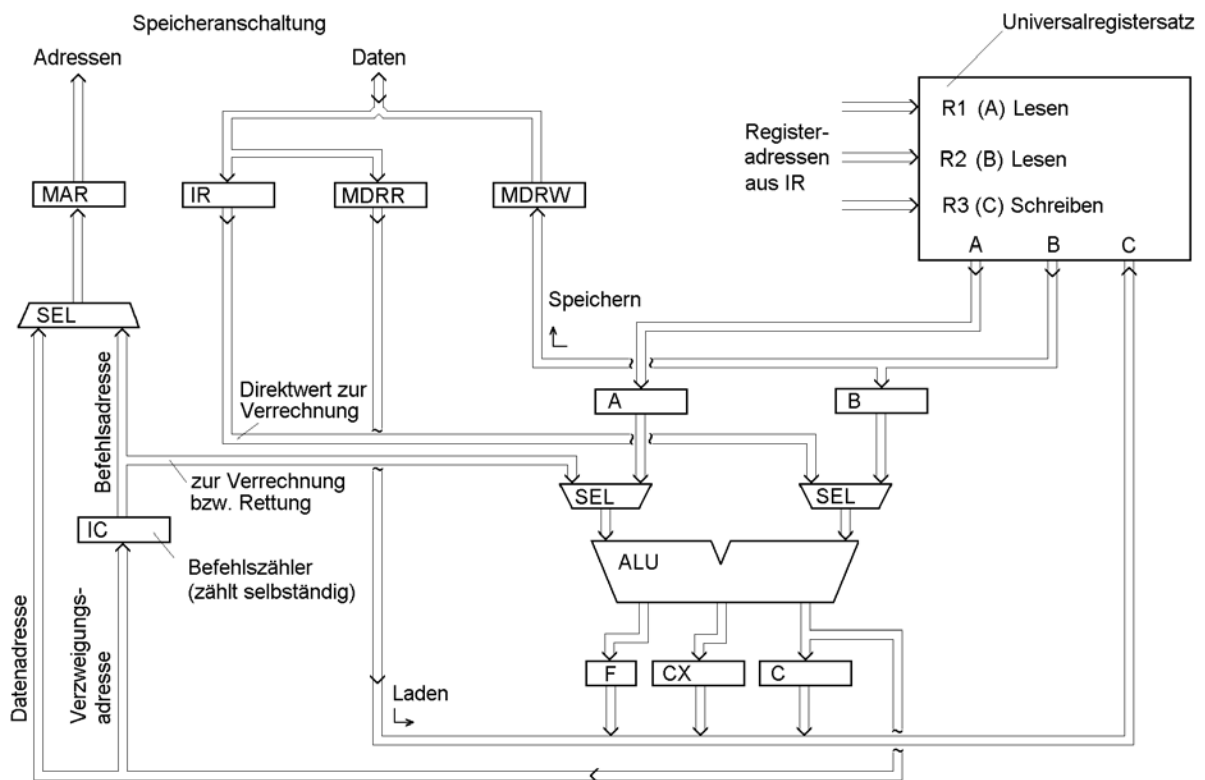 Speicheranschaltung
Universalregistersatz
Adressen
Daten
R1 (A) Lesen
Register-
adressen
aus IR
R2 (B) Lesen
R3 (C) Schreiben
MAR
IR
MDRR
MDRW
A
B
C
SEL
Speichern
Befehlsadresse
Direktwert zur
Verrechnung
A
B
zur Verrechnung
bzw. Rettung
SEL
SEL
IC
Befehlszähler
(zählt selbständig)
ALU
Datenadresse
Verzweigungs-
adresse
F
CX
C
Laden